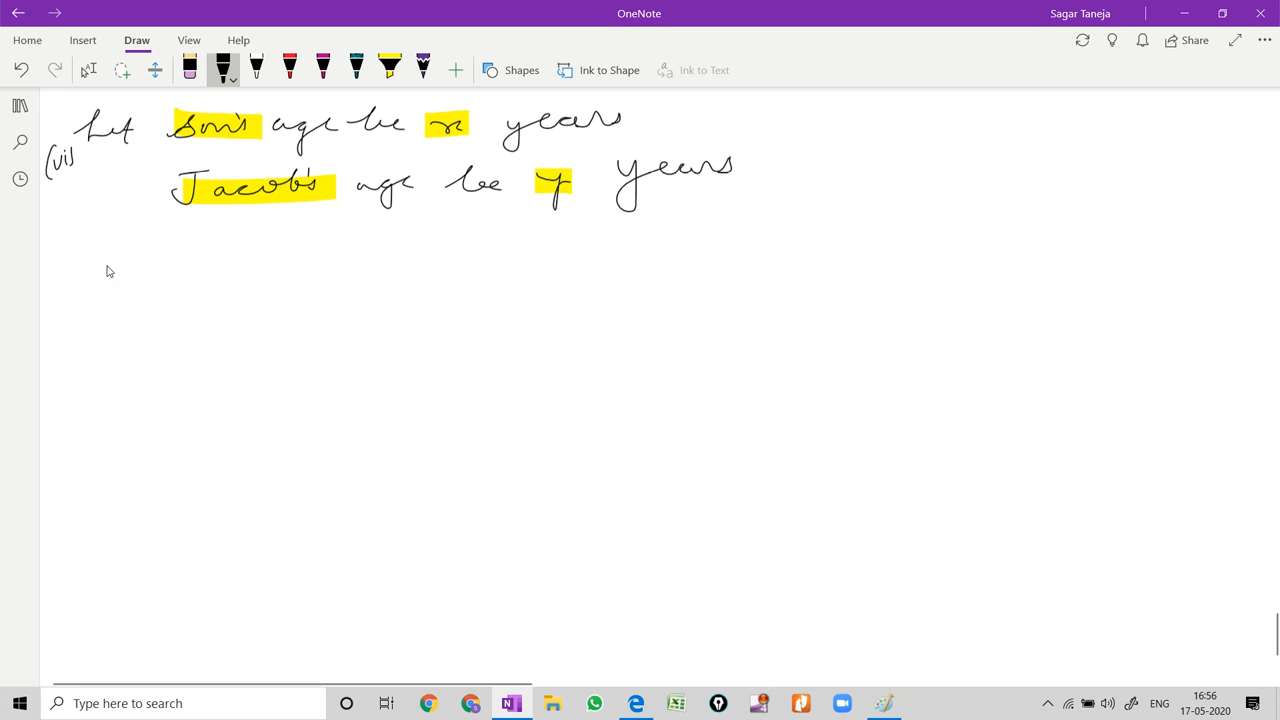 OneNote
Sagar Taneja
Home Insert Draw View Help
Share
Shapes Ink to Shape Ink to Text
Let Son's age be x years
(vi)
Jacob's age be y years
Type here to search
ENG
16:56
17-05-2020